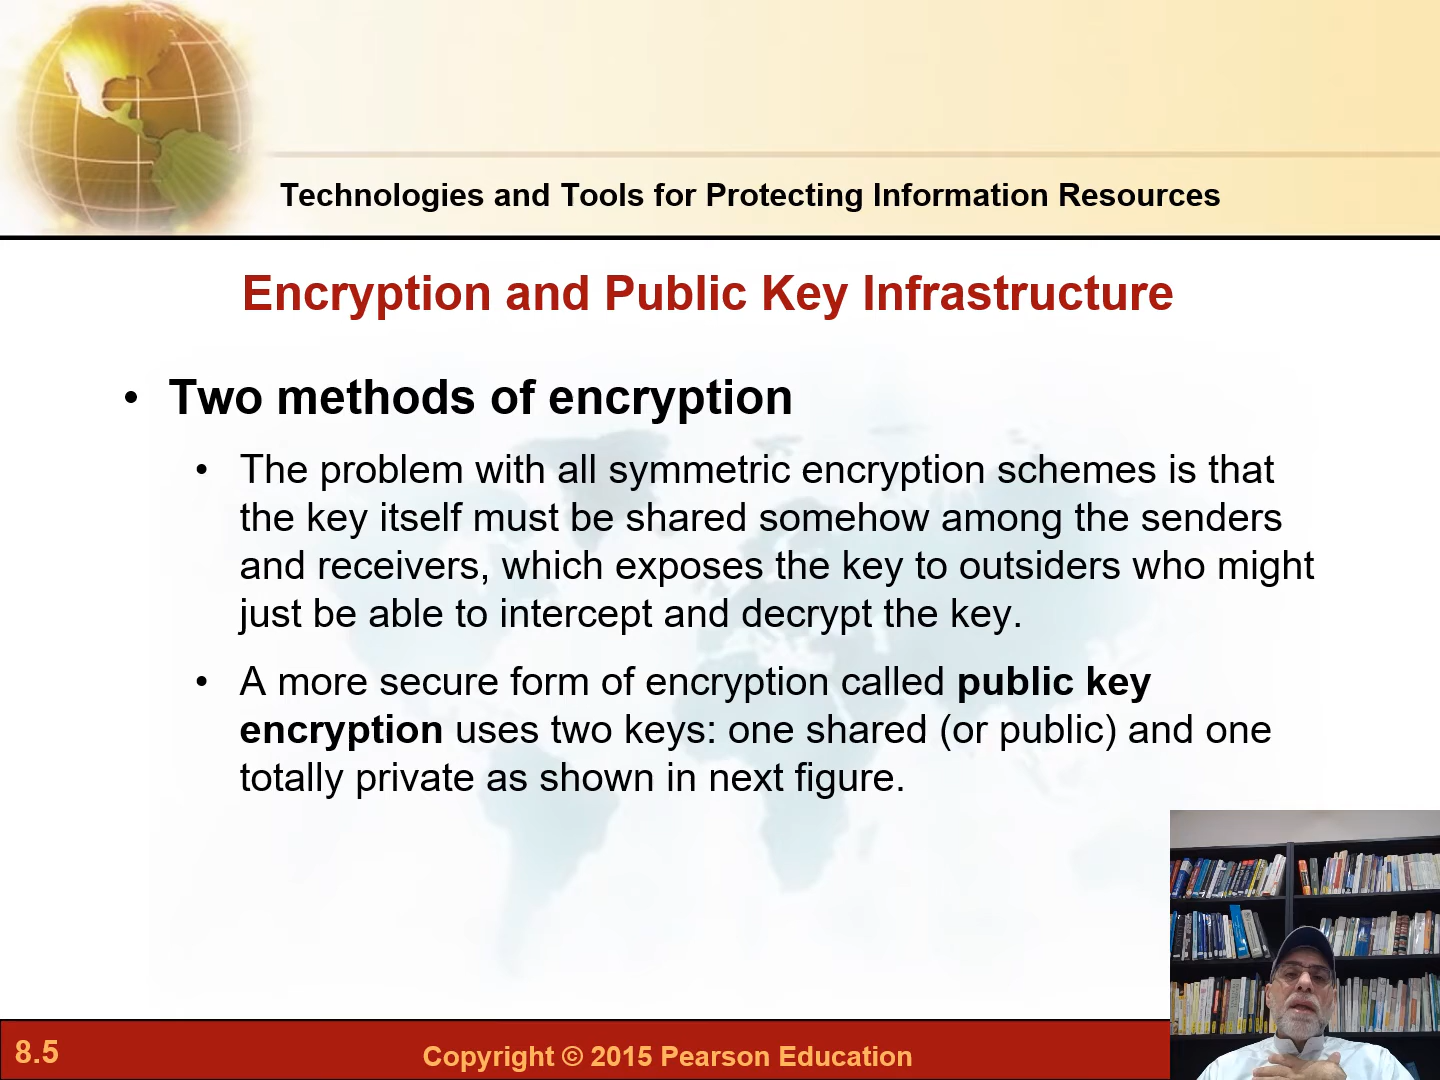 Technologies and Tools for Protecting Information Resources
Encryption and Public Key Infrastructure
• Two methods of encryption
• The problem with all symmetric encryption schemes is that
the key itself must be shared somehow among the senders
and receivers, which exposes the key to outsiders who might
just be able to intercept and decrypt the key.
• A more secure form of encryption called public key
encryption uses two keys: one shared (or public) and one
totally private as shown in next figure.
8.5
Copyright © 2015 Pearson Education